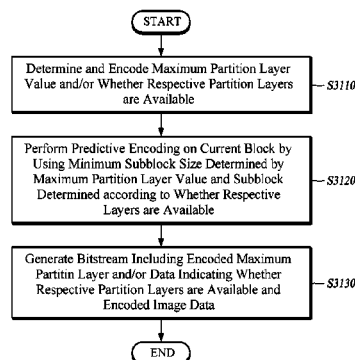 START
Determine and Encode Maximum Partition Layer
Value and/or Whether Respective Partition Layers
are Available
S3110
Perform Predictive Encoding on Current Block by
Using Minimum Subblock Size Determined by
Maximum Partition Layer Value and Subblock
Determined according to Whether Respective
Layers are Available
S3120
Generate Bitstream Including Encoded Maximum
Partitin Layer and/or Data Indicating Whether
Respective Partition Layers are Available and
Encoded Image Data
S3130
END